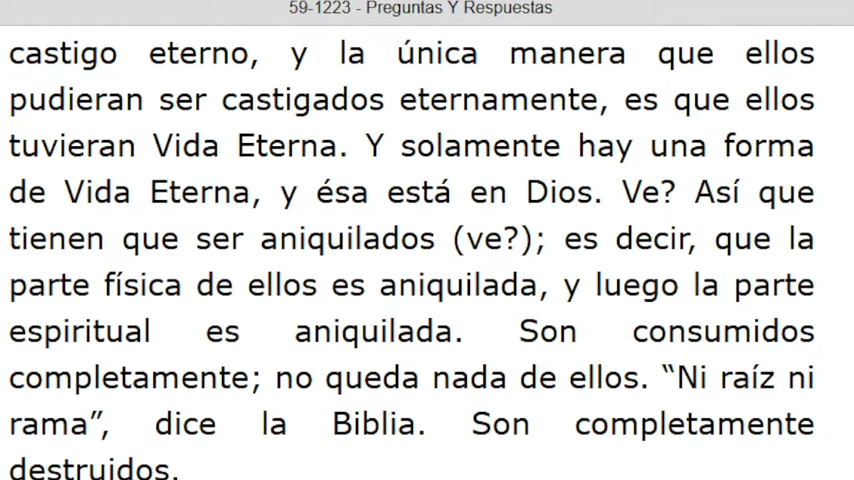 59-1223 - Preguntas Y Respuestas
castigo eterno, y la única manera que ellos
pudieran ser castigados eternamente, es que ellos
tuvieran Vida Eterna. Y solamente hay una forma
de Vida Eterna, y ésa está en Dios. Ve? Así que
tienen que ser aniquilados (ve?); es decir, que la
parte física de ellos es aniquilada, y luego la parte
espiritual es aniquilada. Son consumidos
completamente; no queda nada de ellos. “Ni raíz ni
rama”, dice la Biblia. Son completamente
destruidos.